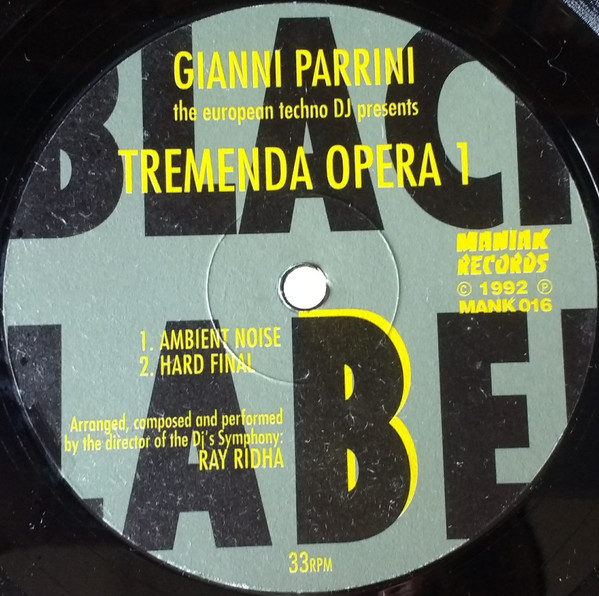 BLACK
GIANNI PARRINI
the european techno DJ presents
TREMENDA OPERA 1
MANIAK
RECORDS
© 1992 ℗
MANK 016
LABEL
1. AMBIENT NOISE
2. HARD FINAL
B
Arranged, composed and performed
by the director of the Dj's Symphony:
RAY RIDHA
33RPM